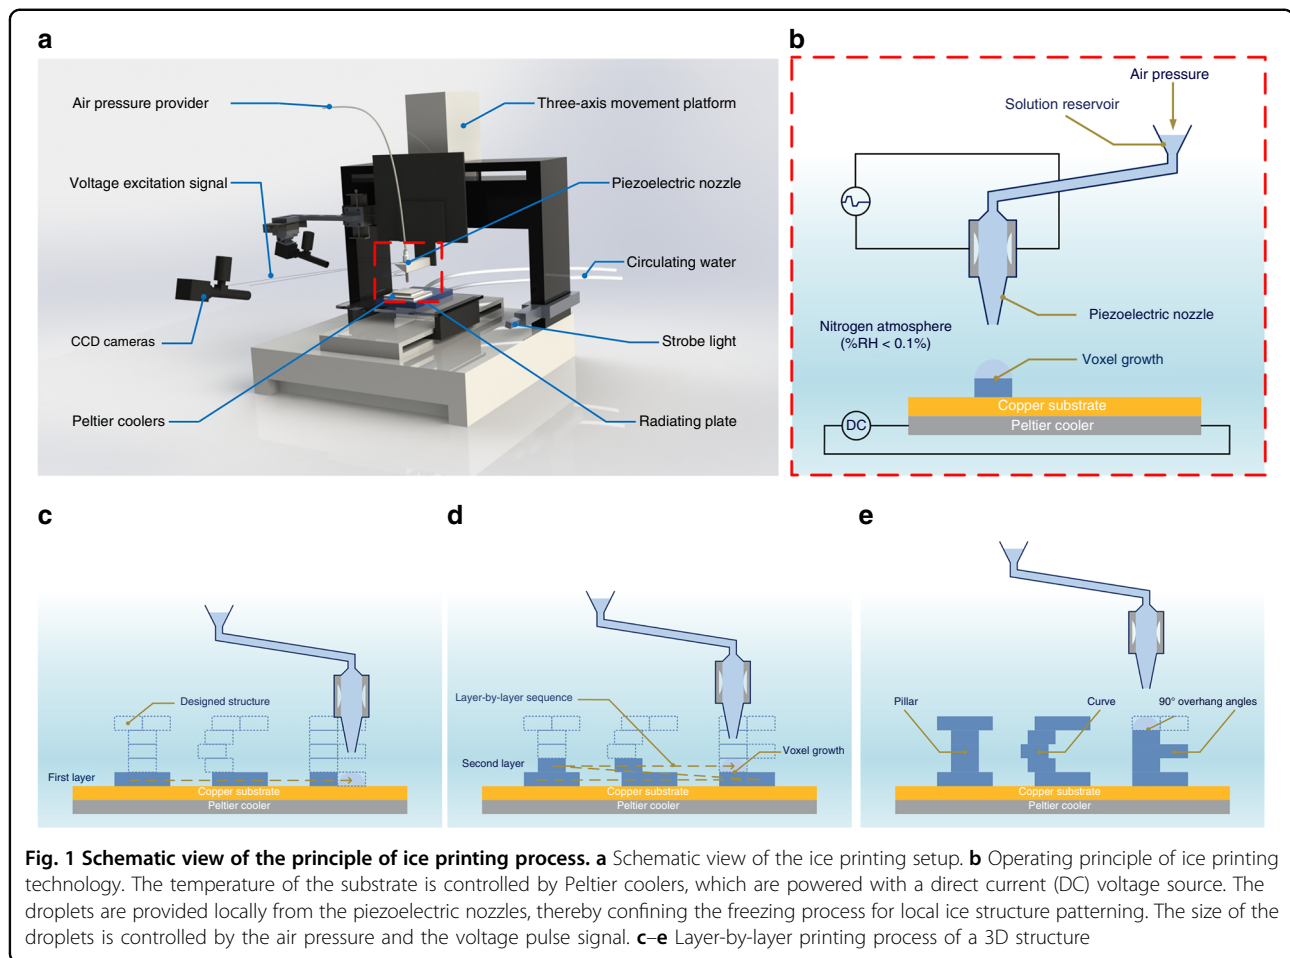 a
Air pressure provider
Three-axis movement platform
Voltage excitation signal
Piezoelectric nozzle
Circulating water
CCD cameras
Strobe light
Peltier coolers
Radiating plate
b
Air pressure
Solution reservoir
Piezoelectric nozzle
Nitrogen atmosphere
(%RH < 0.1%)
Voxel growth
Copper substrate
DC
Peltier cooler
c
Designed structure
First layer
Copper substrate
Peltier cooler
d
Layer-by-layer sequence
Voxel growth
Second layer
Copper substrate
Peltier cooler
e
Pillar
Curve
90° overhang angles
Copper substrate
Peltier cooler
Fig. 1 Schematic view of the principle of ice printing process. a Schematic view of the ice printing setup. b Operating principle of ice printing
technology. The temperature of the substrate is controlled by Peltier coolers, which are powered with a direct current (DC) voltage source. The
droplets are provided locally from the piezoelectric nozzles, thereby confining the freezing process for local ice structure patterning. The size of the
droplets is controlled by the air pressure and the voltage pulse signal. c–e Layer-by-layer printing process of a 3D structure